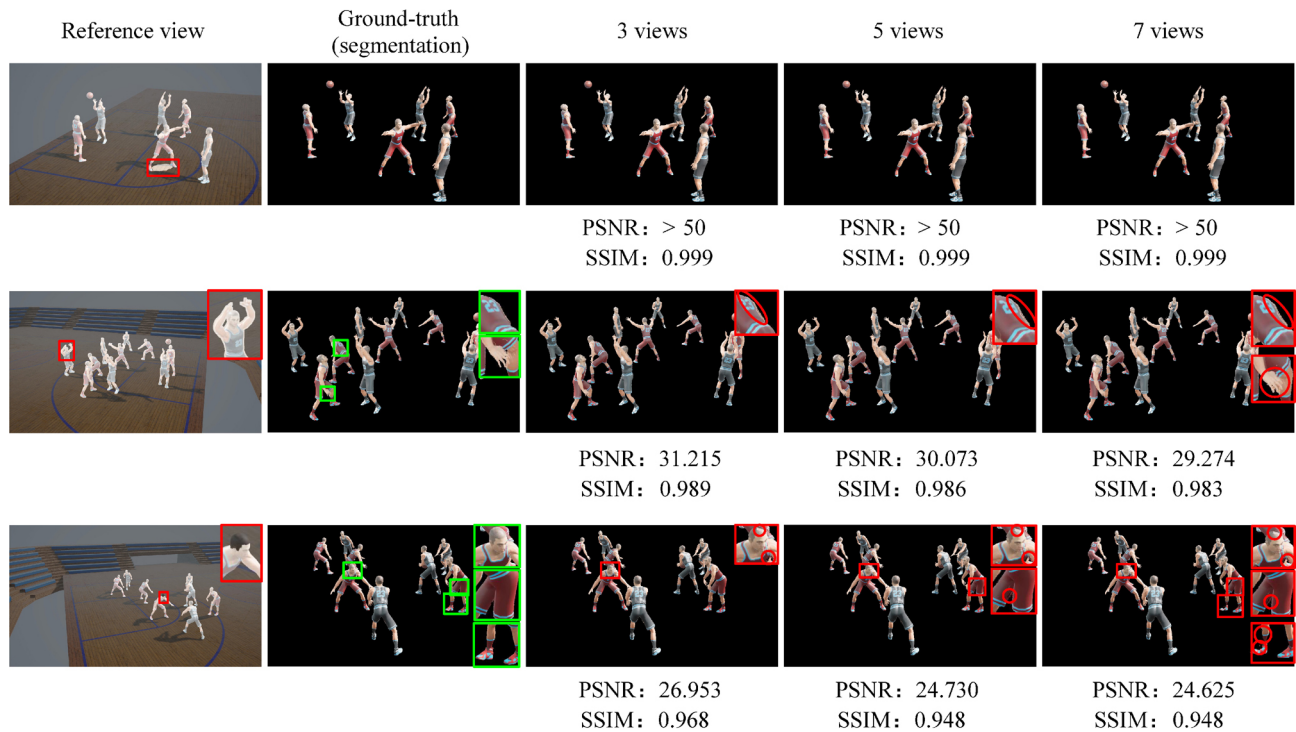 Reference view
Ground-truth
(segmentation)
3 views
5 views
7 views
PSNR：> 50
SSIM：0.999
PSNR：> 50
SSIM：0.999
PSNR：> 50
SSIM：0.999
PSNR：31.215
SSIM：0.989
PSNR：30.073
SSIM：0.986
PSNR：29.274
SSIM：0.983
PSNR：26.953
SSIM：0.968
PSNR：24.730
SSIM：0.948
PSNR：24.625
SSIM：0.948